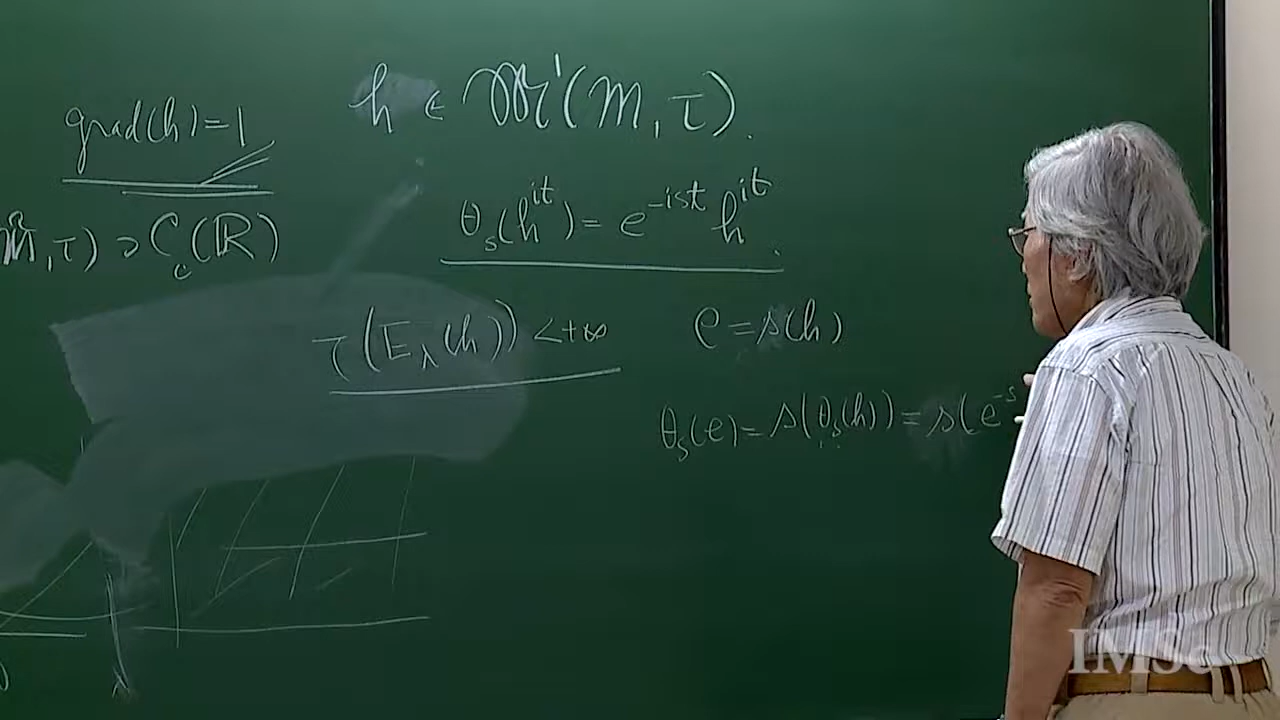 grad(h)=1
h ∈ 𝔐'(m, τ).
θ_s(h^{it}) = e^{-ist} h^{it}.
, τ) ∋ C_c(ℝ)
τ(E_λ(h)) < +∞
e = s(h)
θ_s(e) = s(θ_s(h)) = s(e^{-s}
λ
IMSc